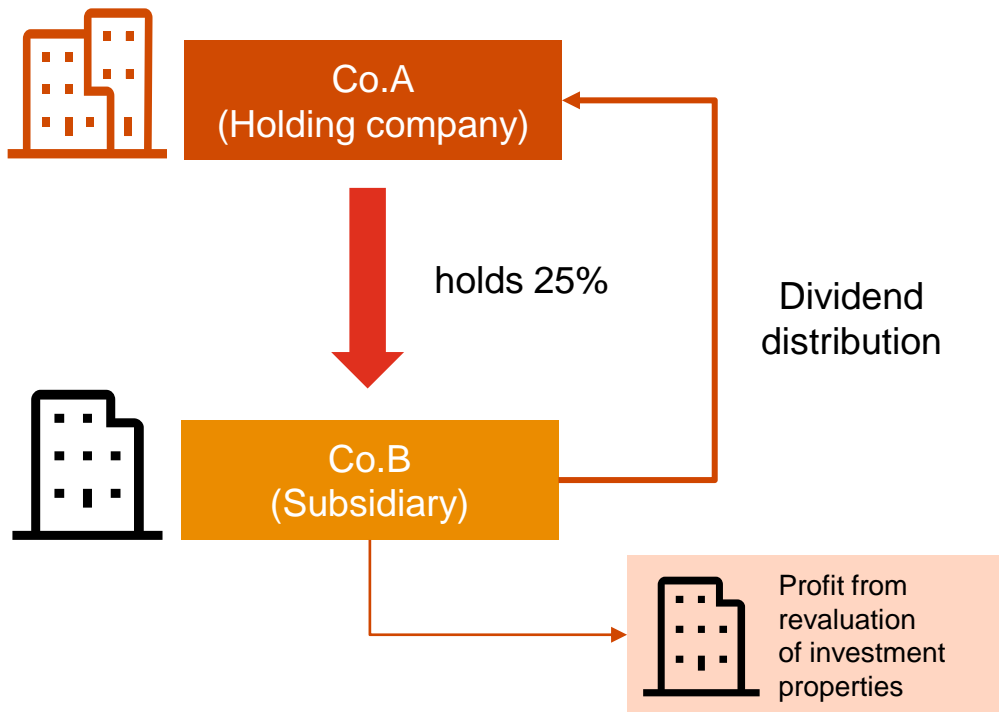 Co.A
(Holding company)
holds 25%
Dividend
distribution
Co.B
(Subsidiary)
Profit from
revaluation
of investment
properties